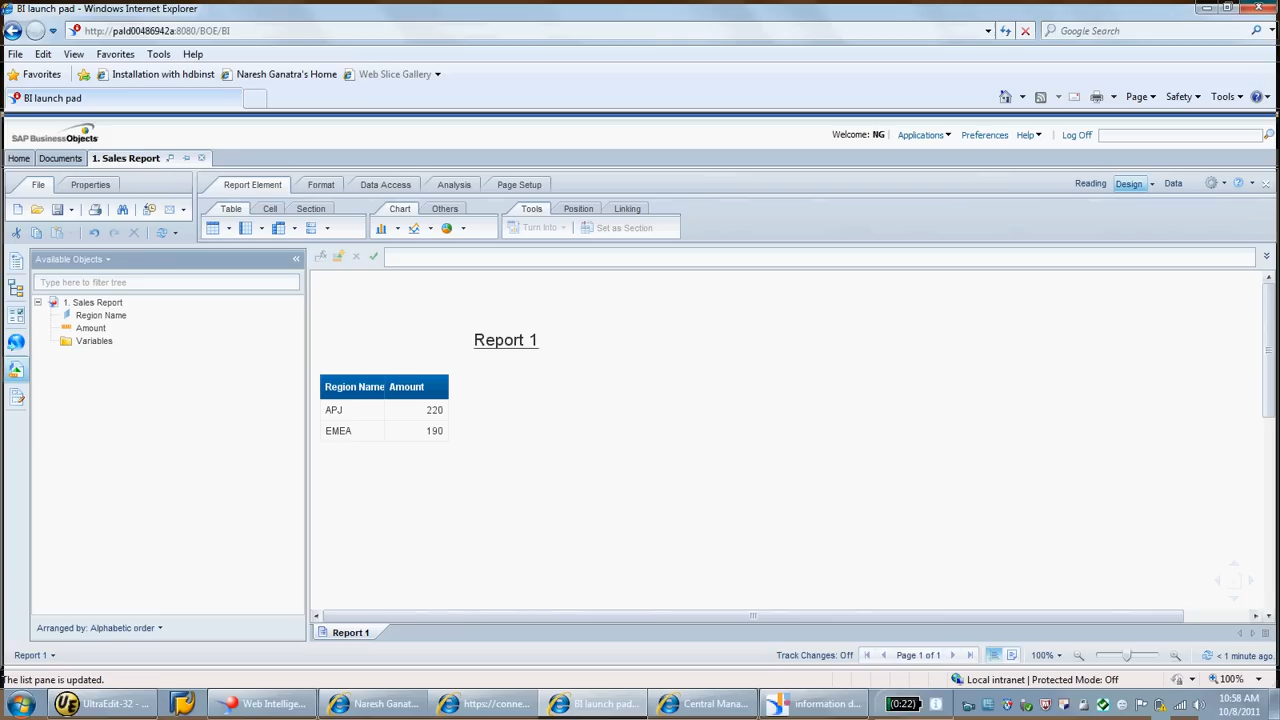 BI launch pad - Windows Internet Explorer
http://pald00486942a:8080/BOE/BI
Google Search
File Edit View Favorites Tools Help
Favorites Installation with hdbinst Naresh Ganatra's Home Web Slice Gallery
BI launch pad
Page Safety Tools
SAP BusinessObjects
Welcome: NG Applications Preferences Help Log Off
Home Documents 1. Sales Report
File Properties Report Element Format Data Access Analysis Page Setup Reading Design Data
Table Cell Section Chart Others Tools Position Linking
Turn Into Set as Section
Available Objects
Type here to filter tree
1. Sales Report
Region Name
Amount
Variables
Report 1
Region Name Amount
APJ 220
EMEA 190
Arranged by: Alphabetic order
Report 1
Report 1 Track Changes: Off Page 1 of 1 100% < 1 minute ago
The list pane is updated. Local intranet | Protected Mode: Off 100%
UltraEdit-32 - ... Web Intellige... Naresh Ganat... https://conne... BI launch pad... Central Mana... information d... (0:22)
10:58 AM
10/8/2011